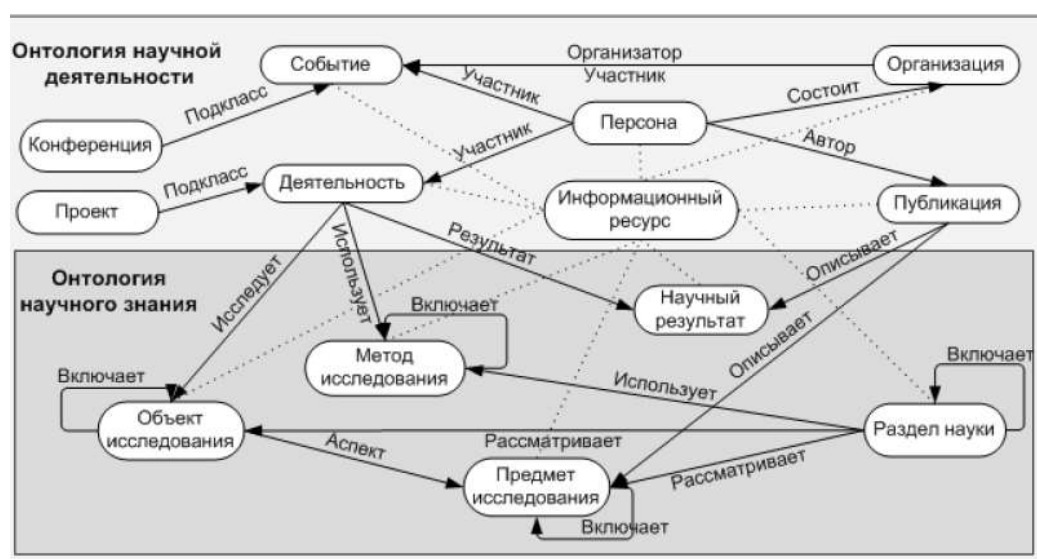 Онтология научной
деятельности
Событие
Организатор
Участник
Организация
Участник
Состоит
Подкласс
Персона
Конференция
Участник
Автор
Подкласс
Деятельность
Проект
Информационный
ресурс
Публикация
Результат
Описывает
Использует
Исследует
Онтология
научного знания
Научный
результат
Включает
Описывает
Метод
исследования
Включает
Включает
Использует
Объект
исследования
Раздел науки
Аспект
Рассматривает
Рассматривает
Предмет
исследования
Включает